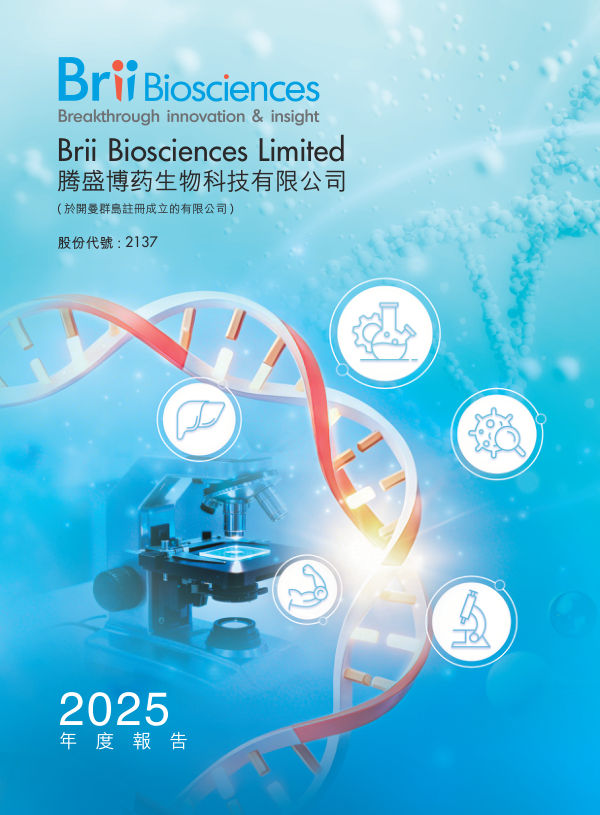 Brii Biosciences
Breakthrough innovation & insight
Brii Biosciences Limited
腾盛博药生物科技有限公司
(於開曼群島註冊成立的有限公司)
股份代號：2137
2025
年度報告